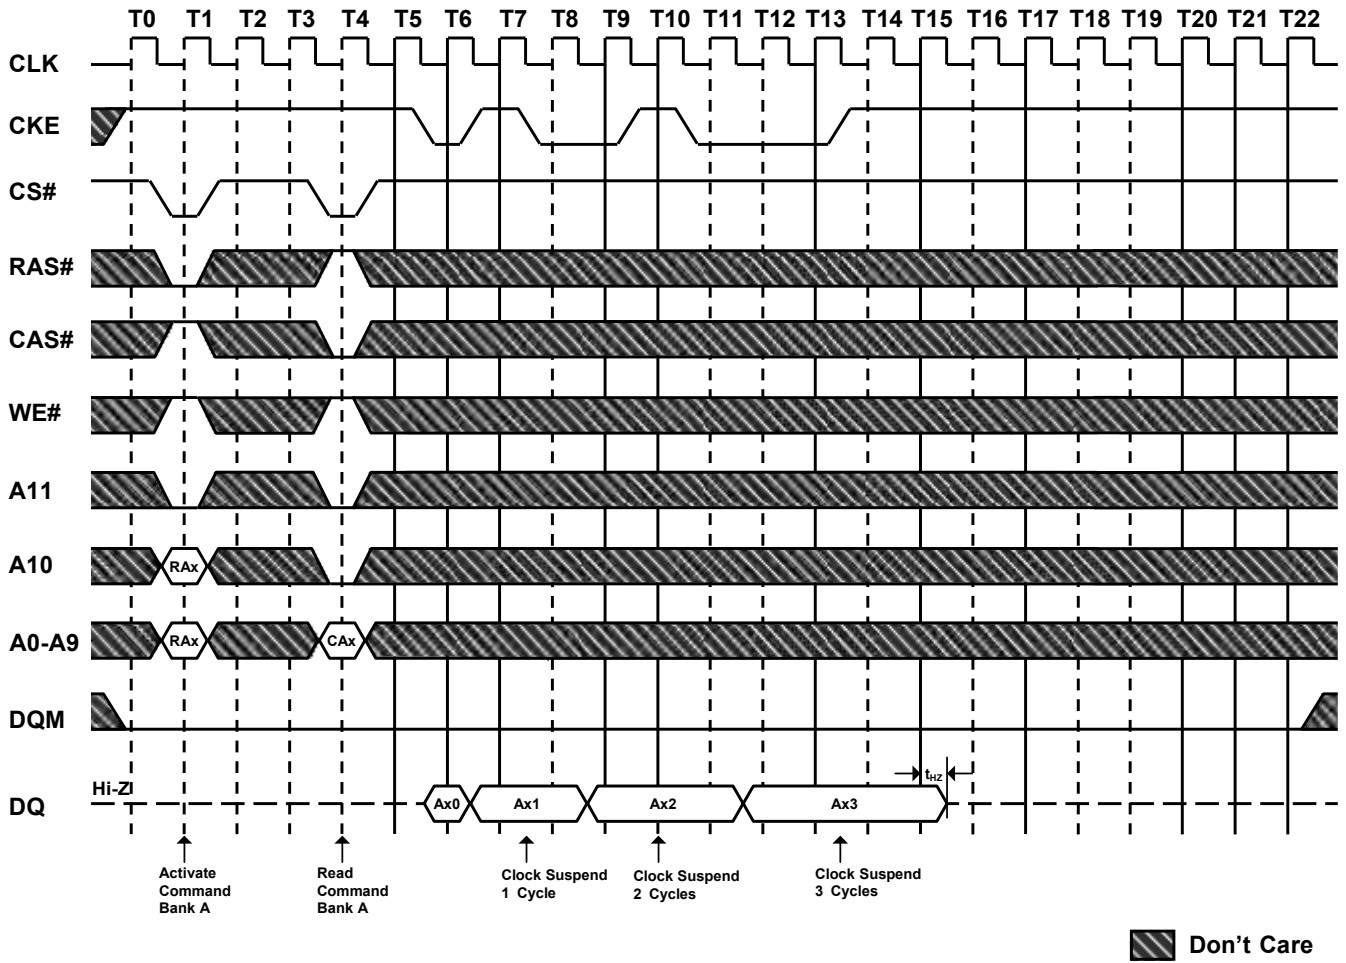 T0 T1 T2 T3 T4 T5 T6 T7 T8 T9 T10 T11 T12 T13 T14 T15 T16 T17 T18 T19 T20 T21 T22
CLK
CKE
CS#
RAS#
CAS#
WE#
A11
A10 RAx
A0-A9 RAx CAx
DQM
tHZ
Hi-Z
DQ Ax0 Ax1 Ax2 Ax3
Activate
Command
Bank A
Read
Command
Bank A
Clock Suspend
1 Cycle
Clock Suspend
2 Cycles
Clock Suspend
3 Cycles
Don't Care